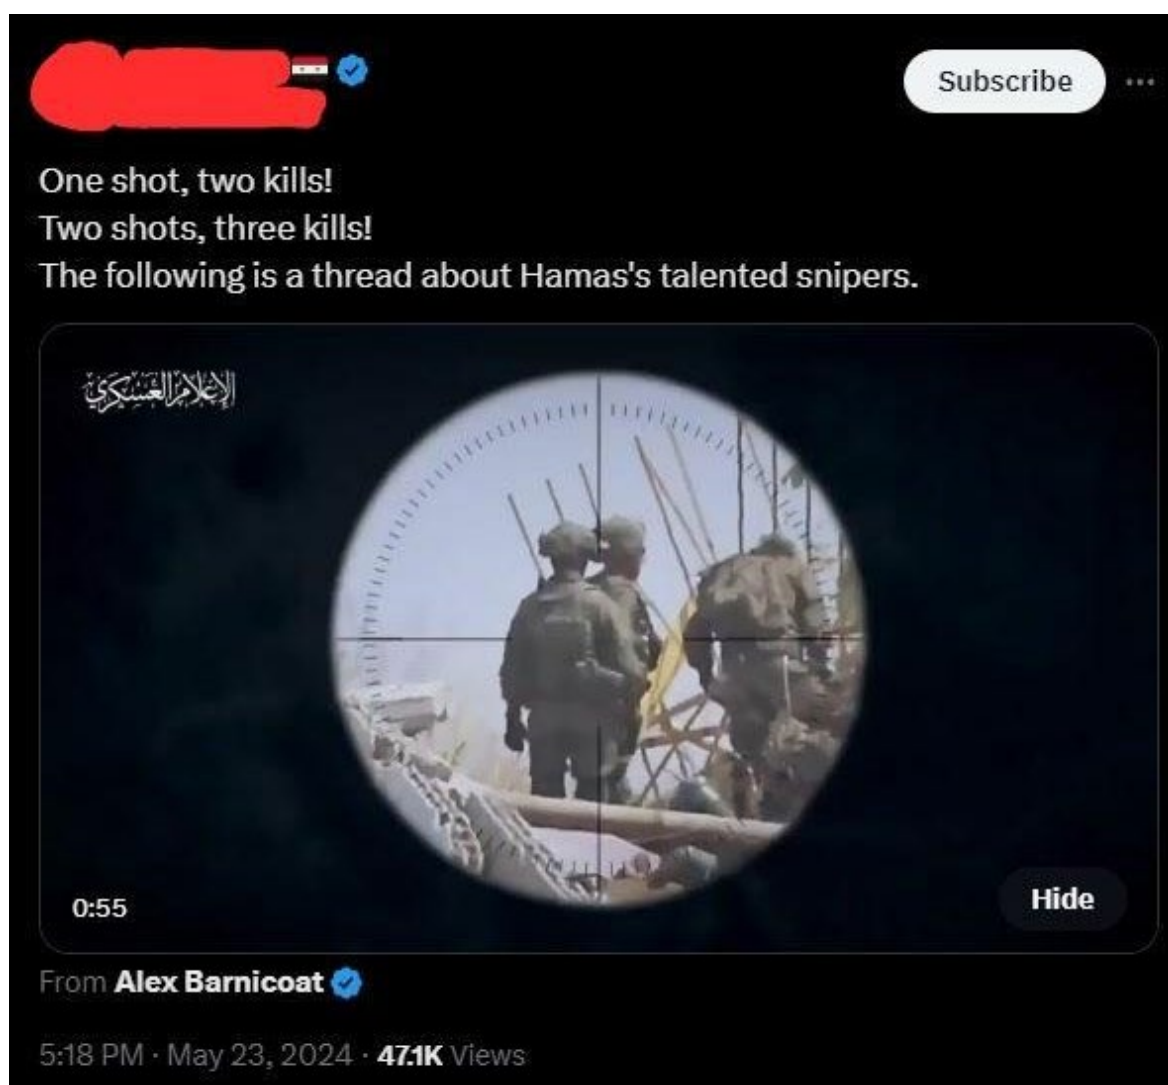 Subscribe
One shot, two kills!
Two shots, three kills!
The following is a thread about Hamas's talented snipers.
الإعلام العسكري
0:55
Hide
From Alex Barnicoat
5:18 PM · May 23, 2024 · 47.1K Views